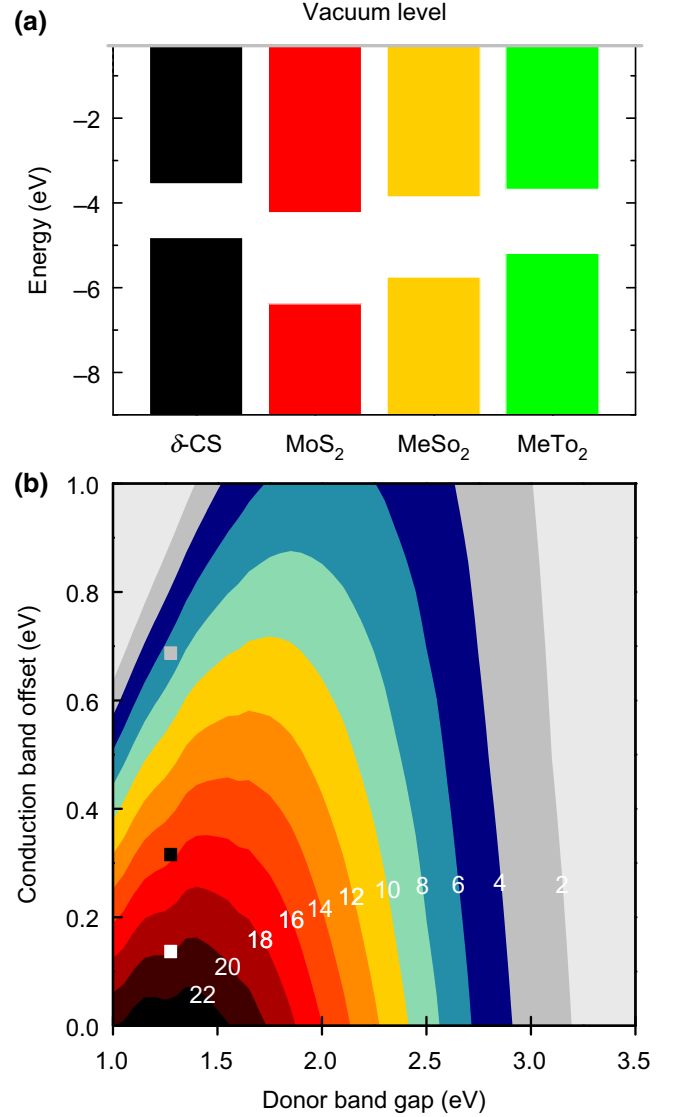 (a)
Vacuum level
Energy (eV)
–2
–4
–6
–8
δ-CS MoS2 MeSo2 MeTo2
(b)
Conduction band offset (eV)
1.0
0.8
0.6
0.4
0.2
0.0
22 20 18 16 14 12 10 8 6 4 2
1.0 1.5 2.0 2.5 3.0 3.5
Donor band gap (eV)